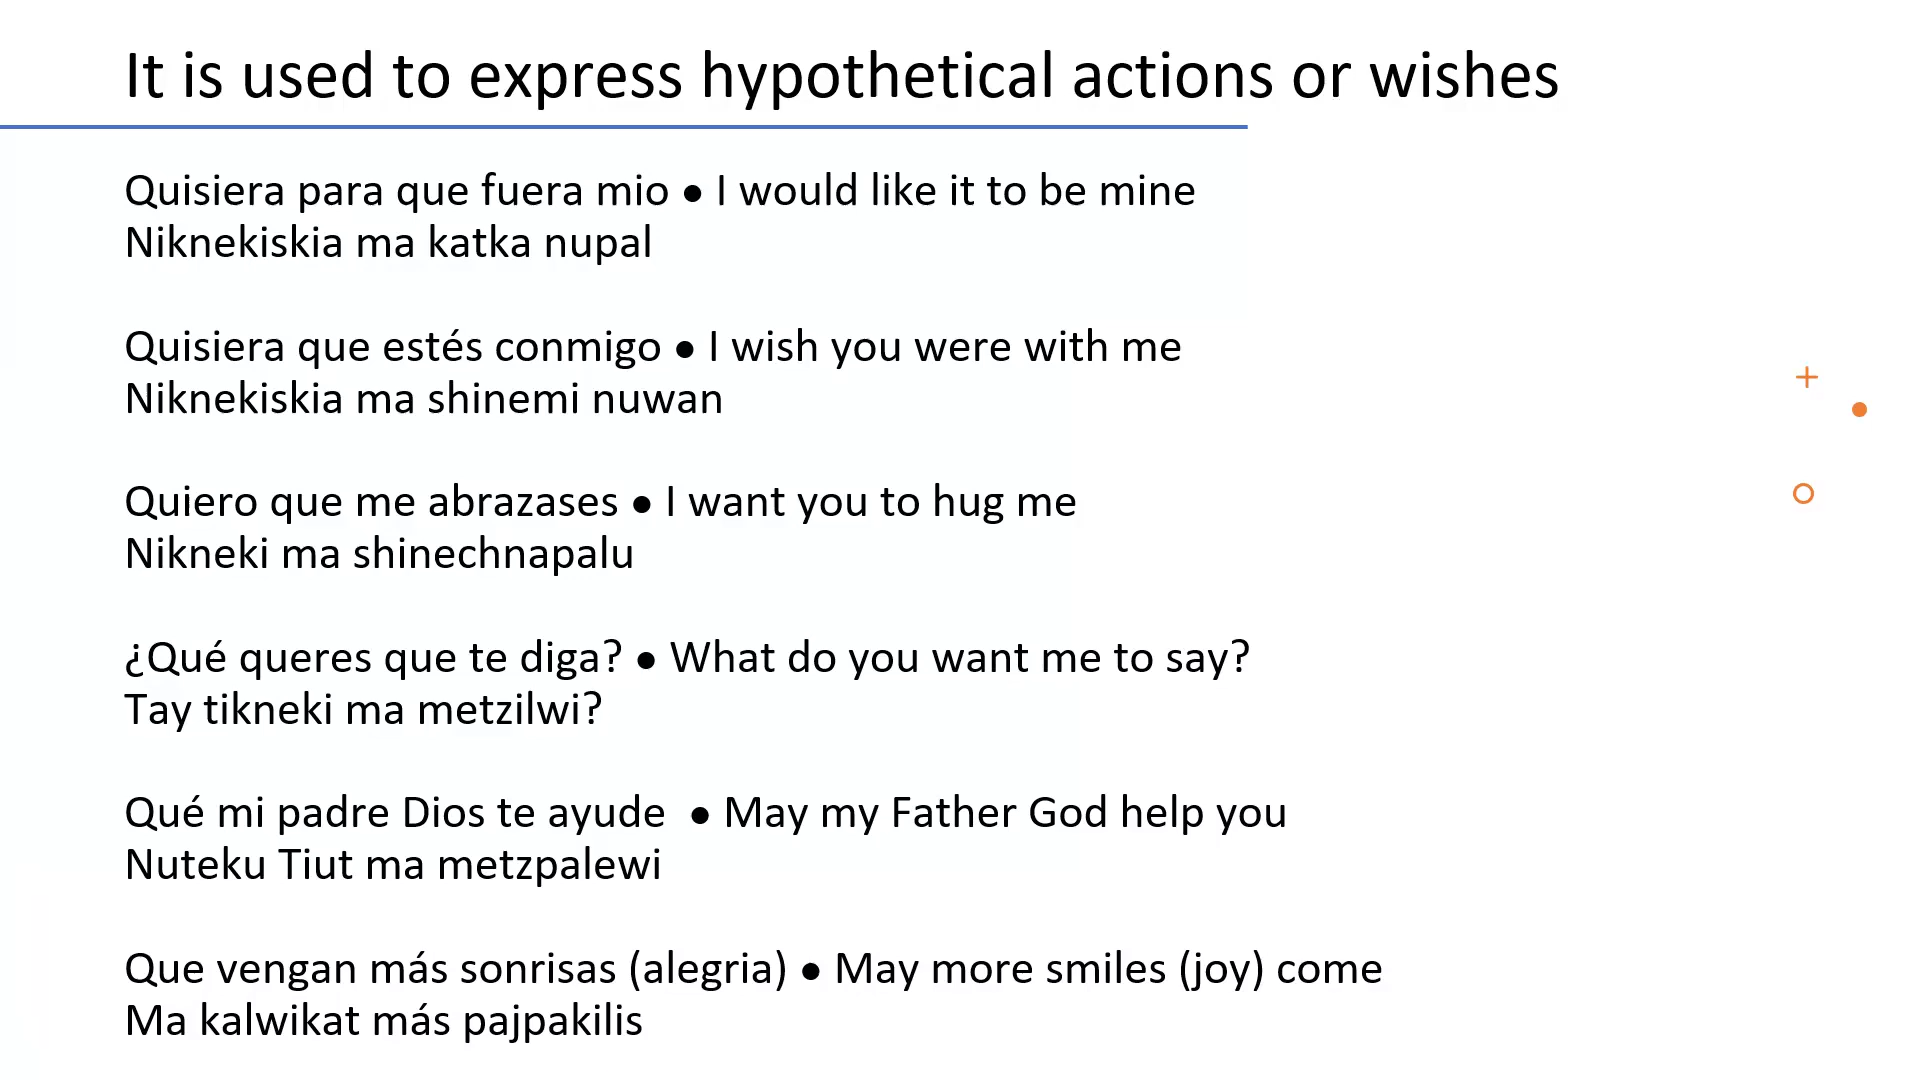 It is used to express hypothetical actions or wishes
Quisiera para que fuera mio ● I would like it to be mine
Niknekiskia ma katka nupal
Quisiera que estés conmigo ● I wish you were with me
Niknekiskia ma shinemi nuwan
Quiero que me abrazases ● I want you to hug me
Nikneki ma shinechnapalu
¿Qué queres que te diga? ● What do you want me to say?
Tay tikneki ma metzilwi?
Qué mi padre Dios te ayude ● May my Father God help you
Nuteku Tiut ma metzpalewi
Que vengan más sonrisas (alegria) ● May more smiles (joy) come
Ma kalwikat más pajpakilis